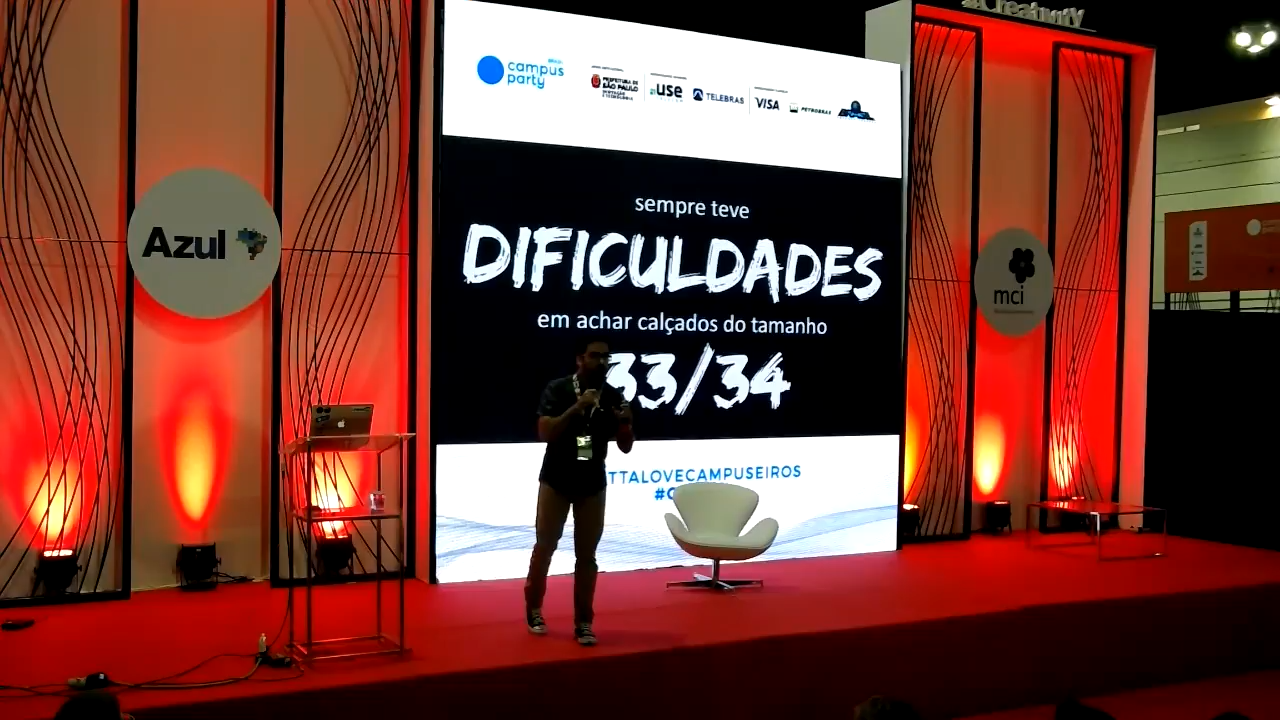 #Creativity
campus
party
PREFEITURA DE
SÃO PAULO
use
TELEBRAS
VISA
PETROBRAS
Azul
mci
sempre teve
DIFICULDADES
em achar calçados do tamanho
33/34
TTALOVECAMPUSEIROS